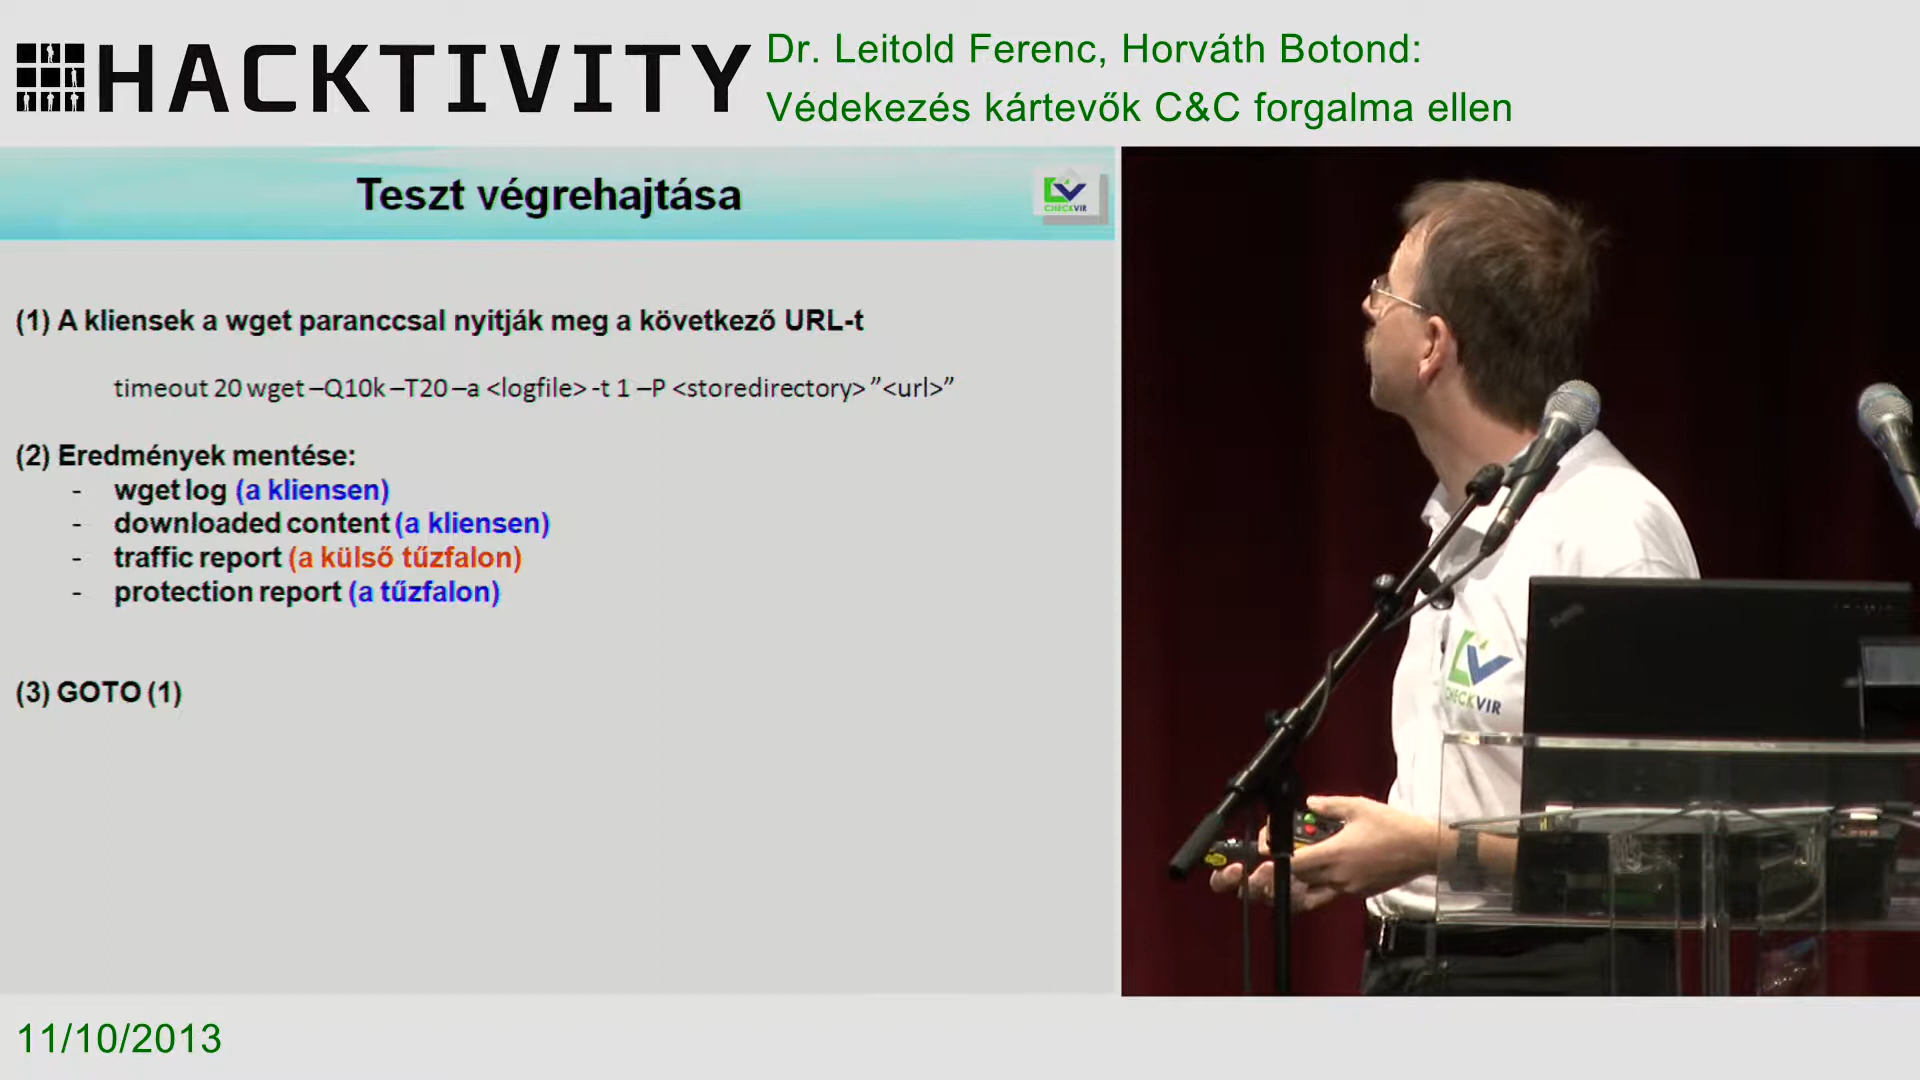 HACKTIVITY
Dr. Leitold Ferenc, Horváth Botond:
Védekezés kártevők C&C forgalma ellen
Teszt végrehajtása
CHECKVIR
(1) A kliensek a wget paranccsal nyitják meg a következő URL-t
timeout 20 wget –Q10k –T20 –a <logfile> -t 1 –P <storedirectory> ”<url>”
(2) Eredmények mentése:
- wget log (a kliensen)
- downloaded content (a kliensen)
- traffic report (a külső tűzfalon)
- protection report (a tűzfalon)
(3) GOTO (1)
CHECKVIR
11/10/2013